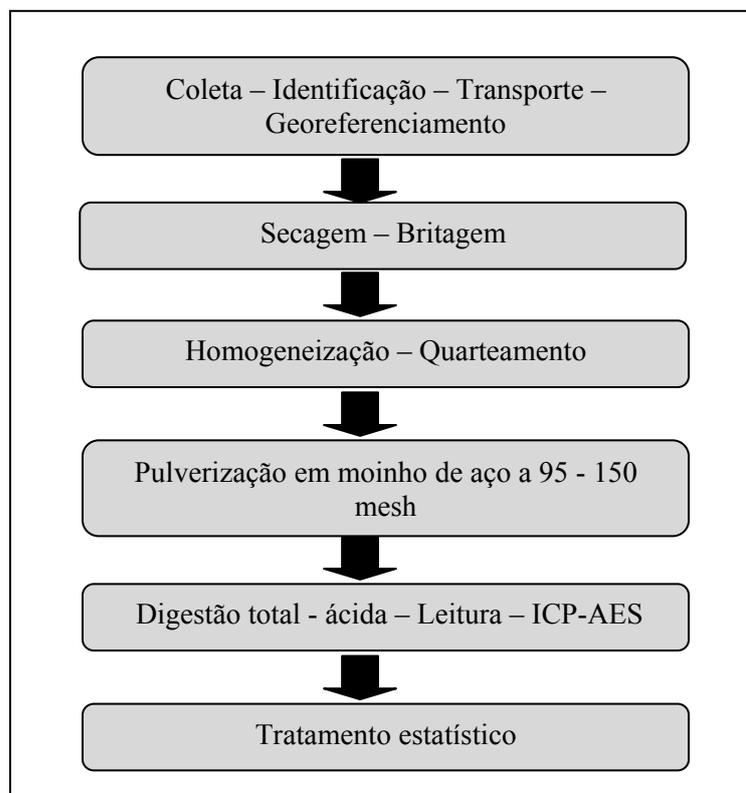 Coleta – Identificação – Transporte –
Georeferenciamento
Secagem – Britagem
Homogeneização – Quarteamento
Pulverização em moinho de aço a 95 - 150
mesh
Digestão total - ácida – Leitura – ICP-AES
Tratamento estatístico